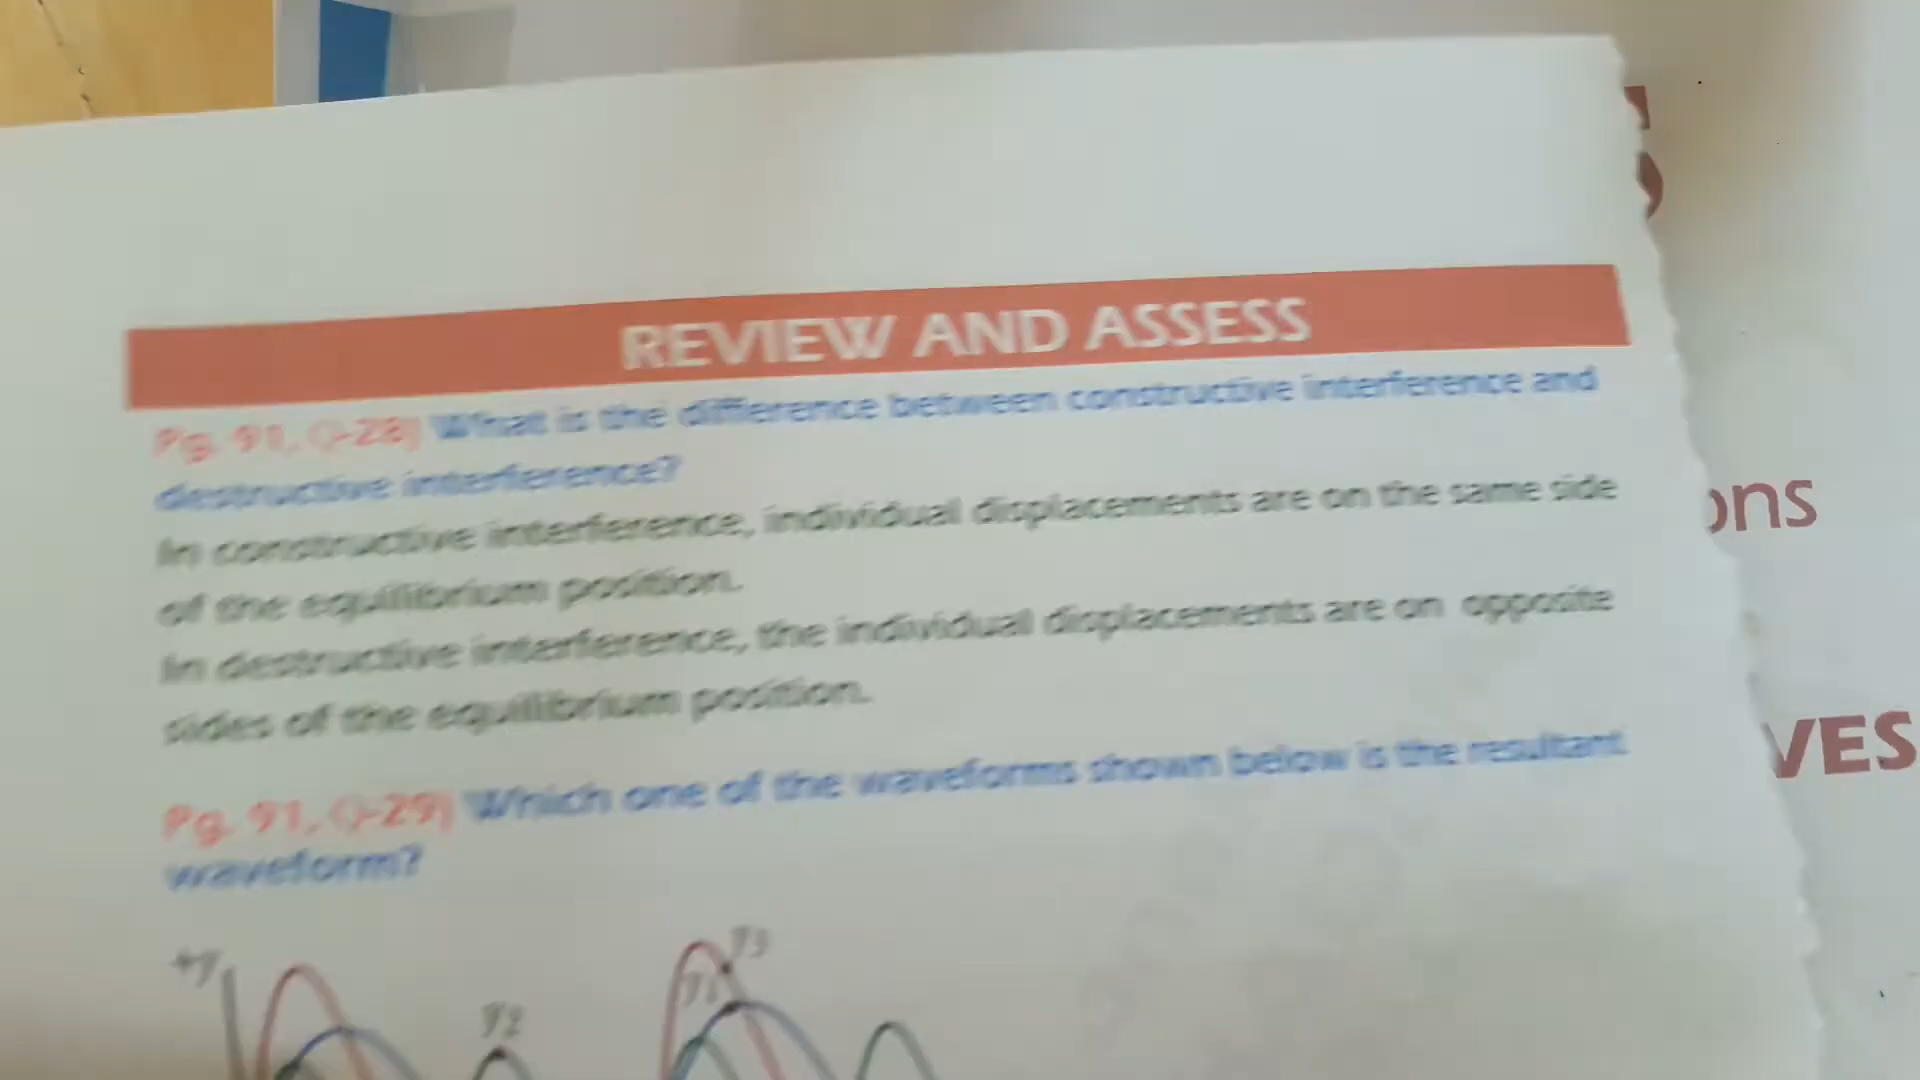 REVIEW AND ASSESS
Pg. 91, Q-28) What is the difference between constructive interference and
destructive interference?
In constructive interference, individual displacements are on the same side
of the equilibrium position.
In destructive interference, the individual displacements are on opposite
sides of the equilibrium position.
Pg. 91, Q-29) Which one of the waveforms shown below is the resultant
waveform?
+y
y2
y1
y3
ons
VES